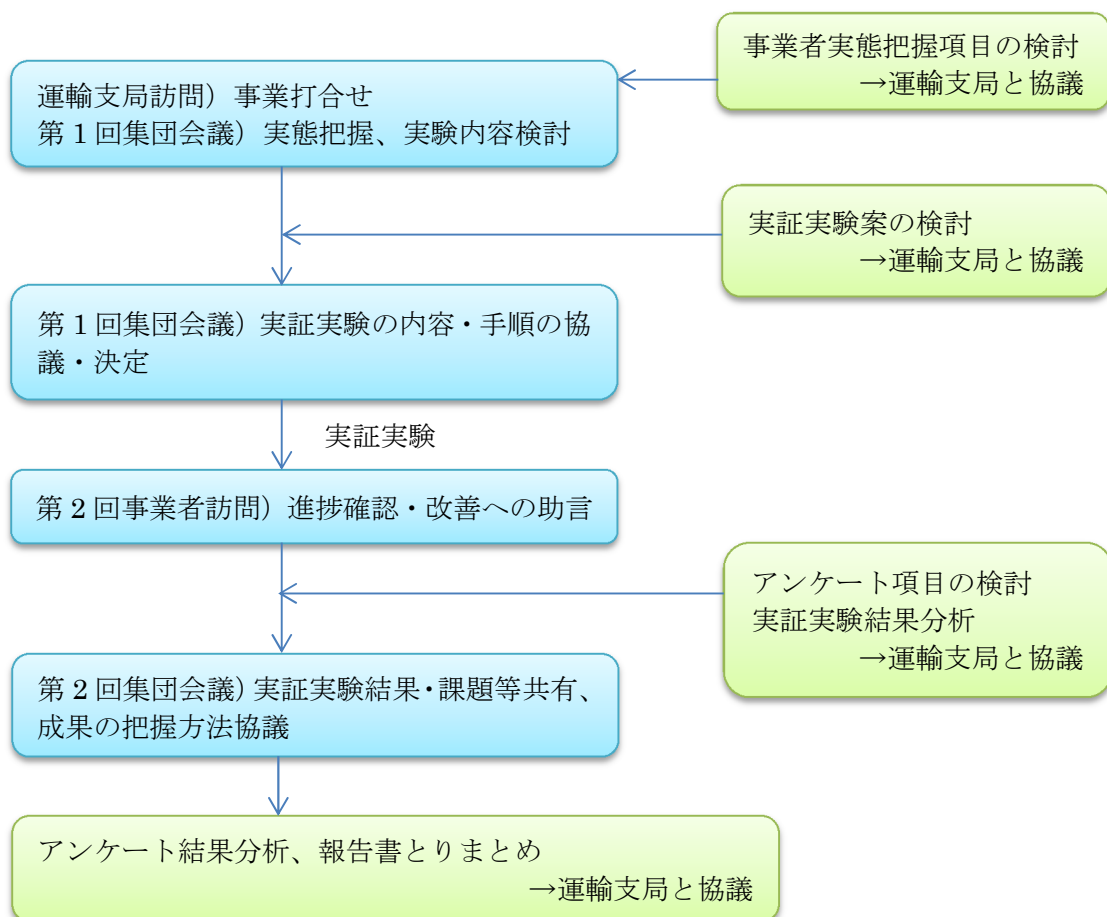 事業者実態把握項目の検討
→運輸支局と協議
運輸支局訪問）事業打合せ
第1回集団会議）実態把握、実験内容検討
実証実験案の検討
→運輸支局と協議
第1回集団会議）実証実験の内容・手順の協
議・決定
実証実験
第2回事業者訪問）進捗確認・改善への助言
アンケート項目の検討
実証実験結果分析
→運輸支局と協議
第2回集団会議）実証実験結果・課題等共有、
成果の把握方法協議
アンケート結果分析、報告書とりまとめ
→運輸支局と協議